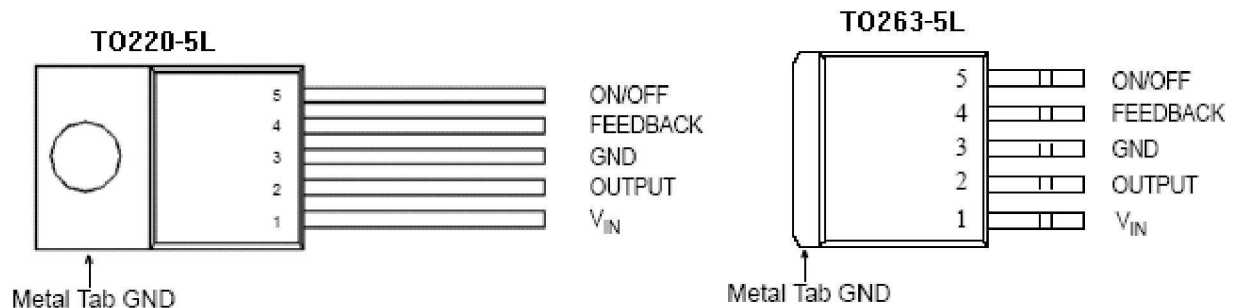 TO220-5L
5 ON/OFF
4 FEEDBACK
3 GND
2 OUTPUT
1 VIN
Metal Tab GND
TO263-5L
5 ON/OFF
4 FEEDBACK
3 GND
2 OUTPUT
1 VIN
Metal Tab GND